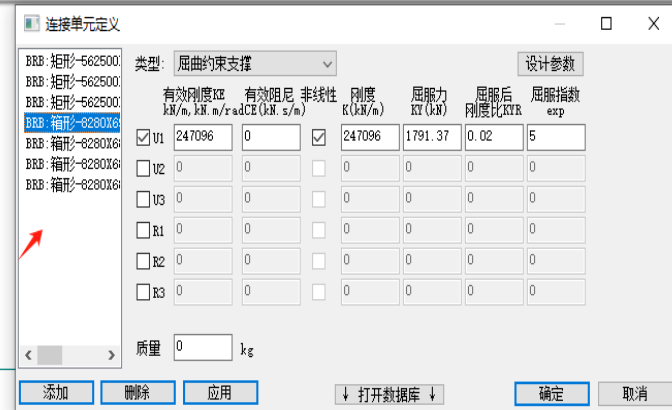 连接单元定义
BRB:矩形-562500
BRB:矩形-562500
BRB:矩形-562500
BRB:箱形-8280X6
BRB:箱形-8280X6
BRB:箱形-8280X6
BRB:箱形-8280X6
类型: 屈曲约束支撑 设计参数
有效刚度KE 有效阻尼 非线性 刚度 屈服力 屈服后 屈服指数
kN/m,kN.m/radCE(kN.s/m) K(kN/m) KY(kN) 刚度比KYR exp
U1 247096 0 247096 1791.37 0.02 5
U2 0 0 0 0 0 0
U3 0 0 0 0 0 0
R1 0 0 0 0 0 0
R2 0 0 0 0 0 0
R3 0 0 0 0 0 0
质量 0 kg
添加 删除 应用 ↓ 打开数据库 ↓ 确定 取消